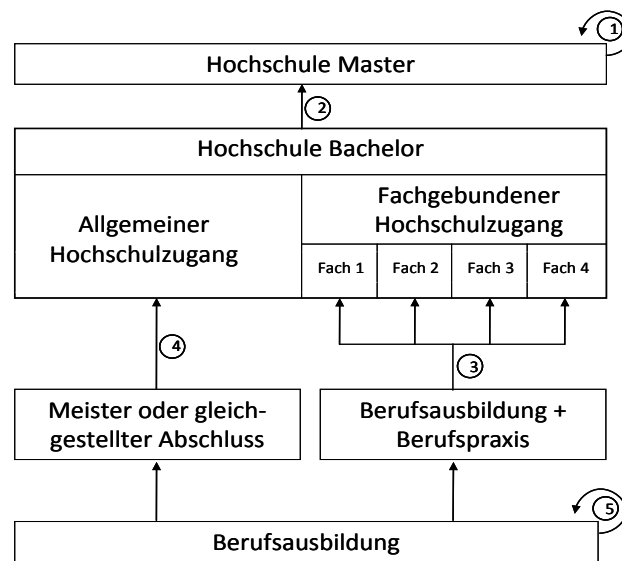 1
Hochschule Master
2
Hochschule Bachelor
Allgemeiner
Hochschulzugang
Fachgebundener
Hochschulzugang
Fach 1
Fach 2
Fach 3
Fach 4
4
3
Meister oder gleich-
gestellter Abschluss
Berufsausbildung +
Berufspraxis
5
Berufsausbildung